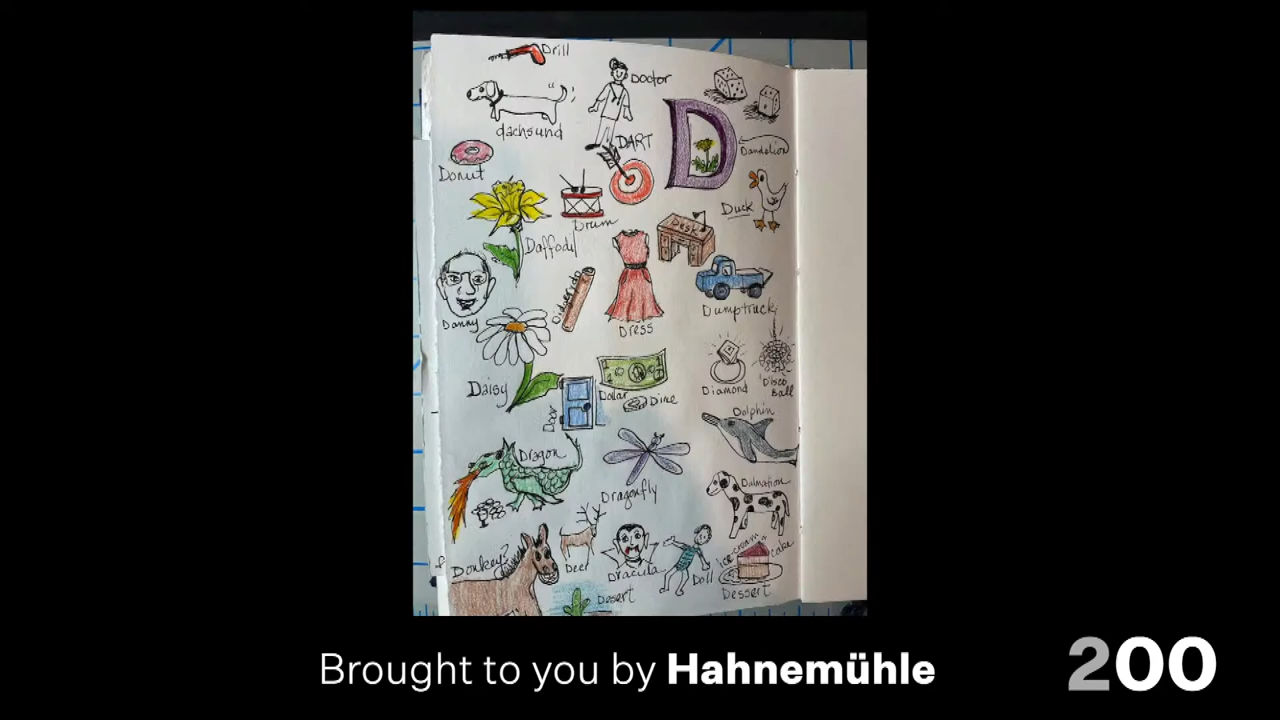 Drill
Doctor
dachsund
DART
D
Dandelion
Donut
Duck
Drum
Desk
Daffodil
Didgerido
Danny
Dress
Dumptruck
Daisy
Door
Dollar
Dime
Diamond
Disco
Ball
Dolphin
Dragon
Dragonfly
Dalmation
Donkey?
Deer
Dracula
Doll
ice cream
cake
Dessert
Desert
Brought to you by Hahnemühle
200